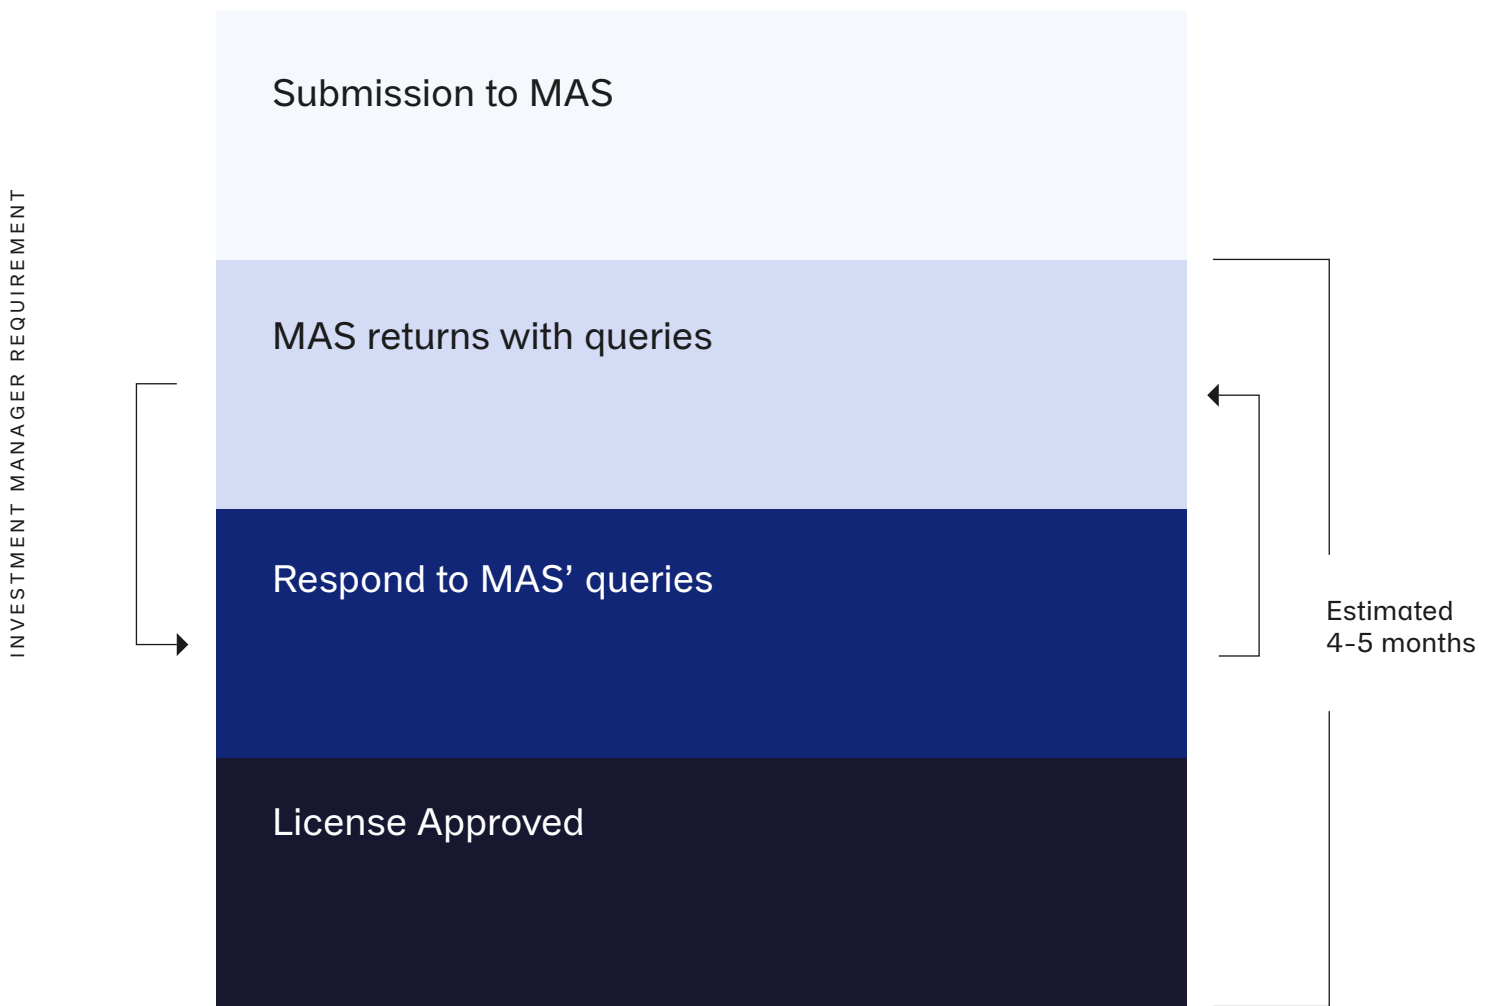 INVESTMENT MANAGER REQUIREMENT
Submission to MAS
MAS returns with queries
Respond to MAS’ queries
Estimated
4-5 months
License Approved